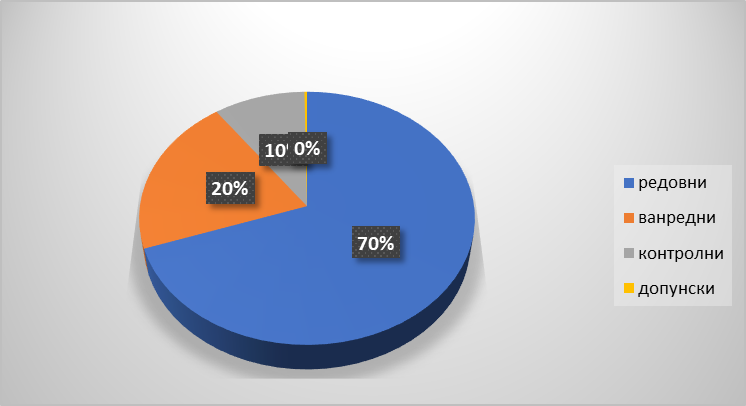 10%
0%
20%
70%
редовни
ванредни
контролни
допунски